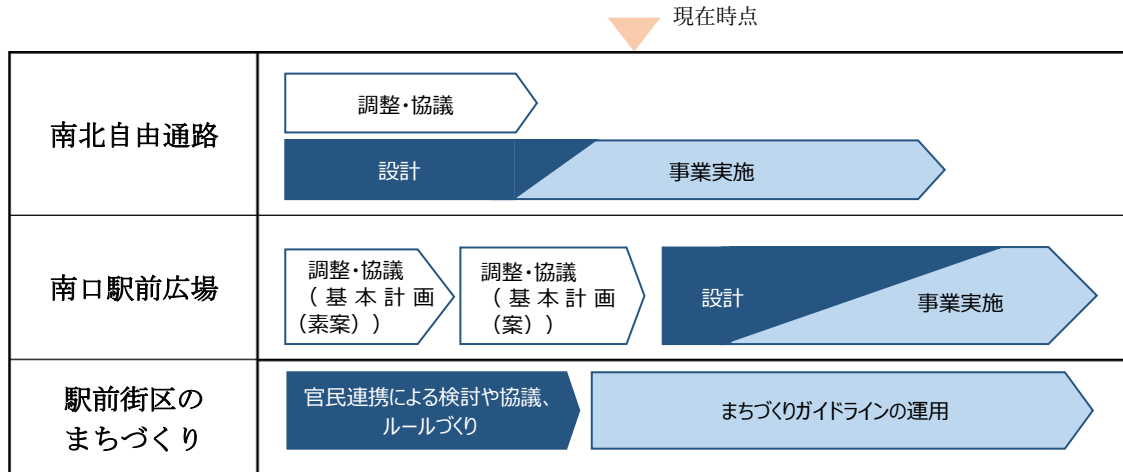 現在時点
南北自由通路
調整・協議
設計
事業実施
南口駅前広場
調整・協議
(基本計画
(素案))
調整・協議
(基本計画
(案))
設計
事業実施
駅前街区の
まちづくり
官民連携による検討や協議、
ルールづくり
まちづくりガイドラインの運用